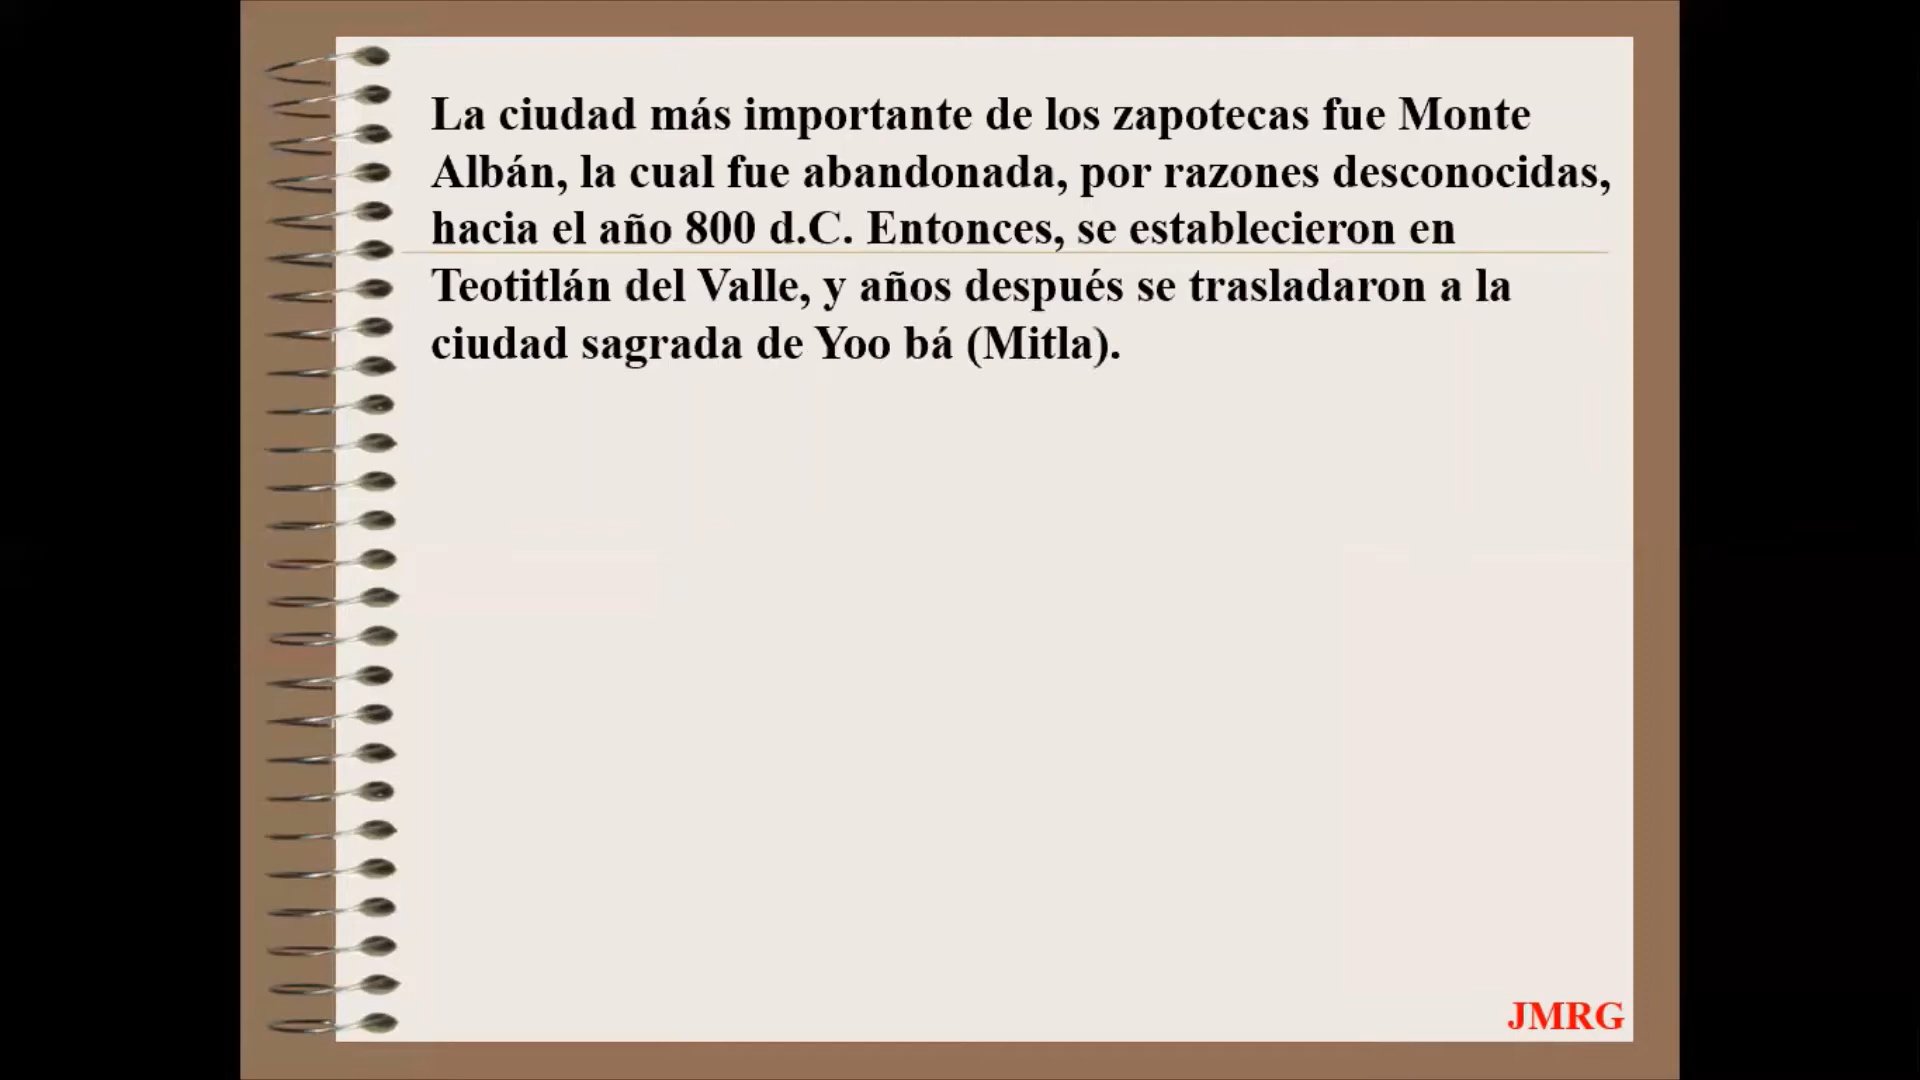 La ciudad más importante de los zapotecas fue Monte
Albán, la cual fue abandonada, por razones desconocidas,
hacia el año 800 d.C. Entonces, se establecieron en
Teotitlán del Valle, y años después se trasladaron a la
ciudad sagrada de Yoo bá (Mitla).
JMRG